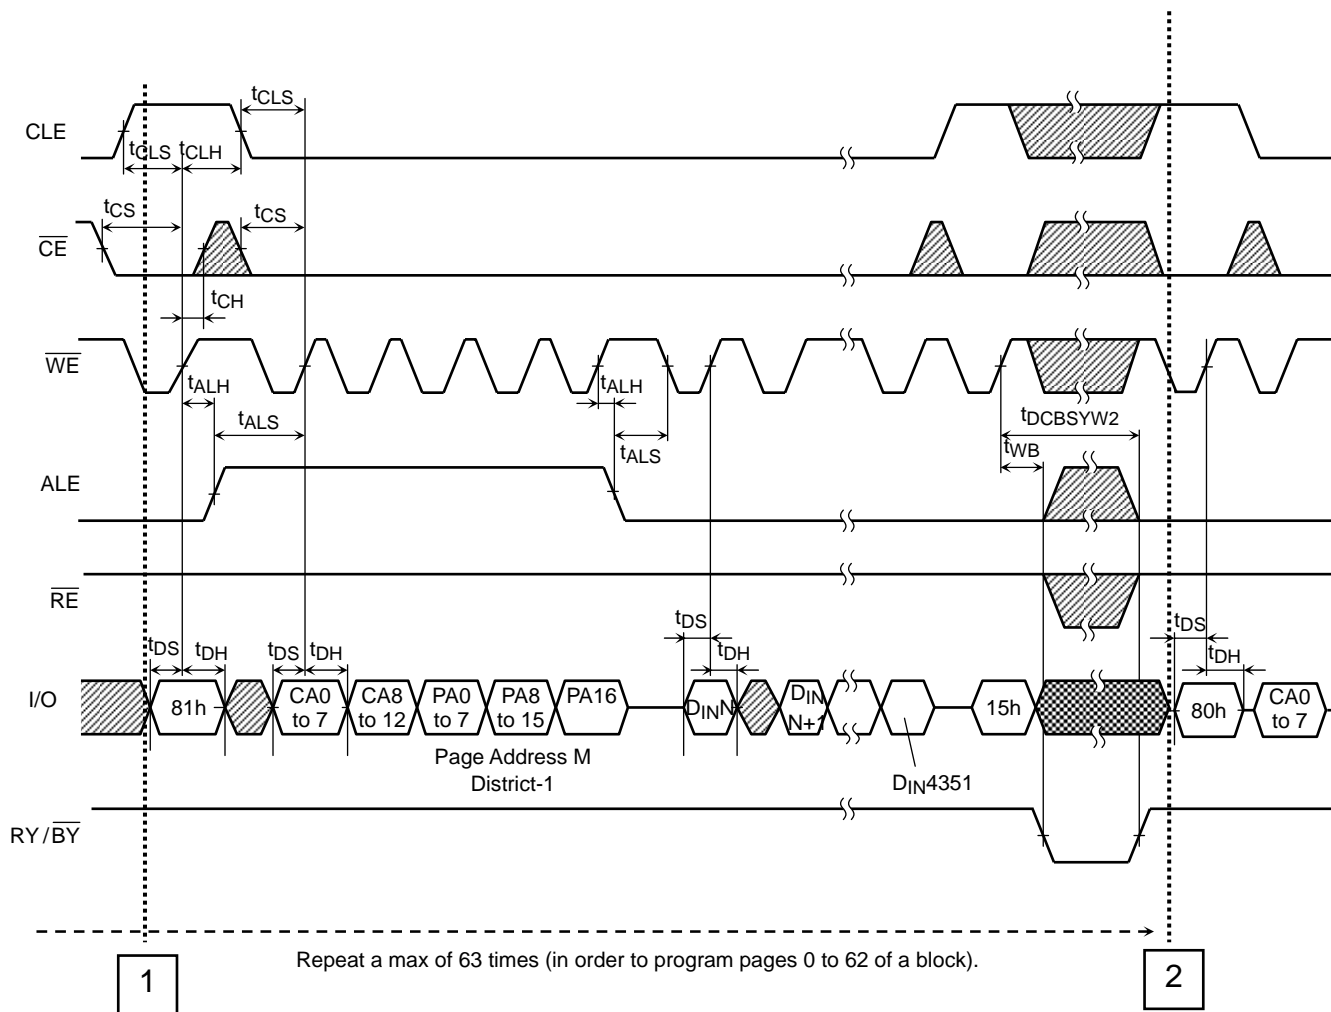 tCLS
CLE
tCLS tCLH
tCS tCS
CE
tCH
WE
tALH tALH
tALS tDCBSYW2
tALS tWB
ALE
RE
tDS tDH tDS tDH tDS tDH tDS tDH
I/O 81h CA0 to 7 CA8 to 12 PA0 to 7 PA8 to 15 PA16 DINN DIN N+1 15h 80h CA0 to 7
Page Address M
District-1
DIN4351
RY/BY
Repeat a max of 63 times (in order to program pages 0 to 62 of a block).
1 2